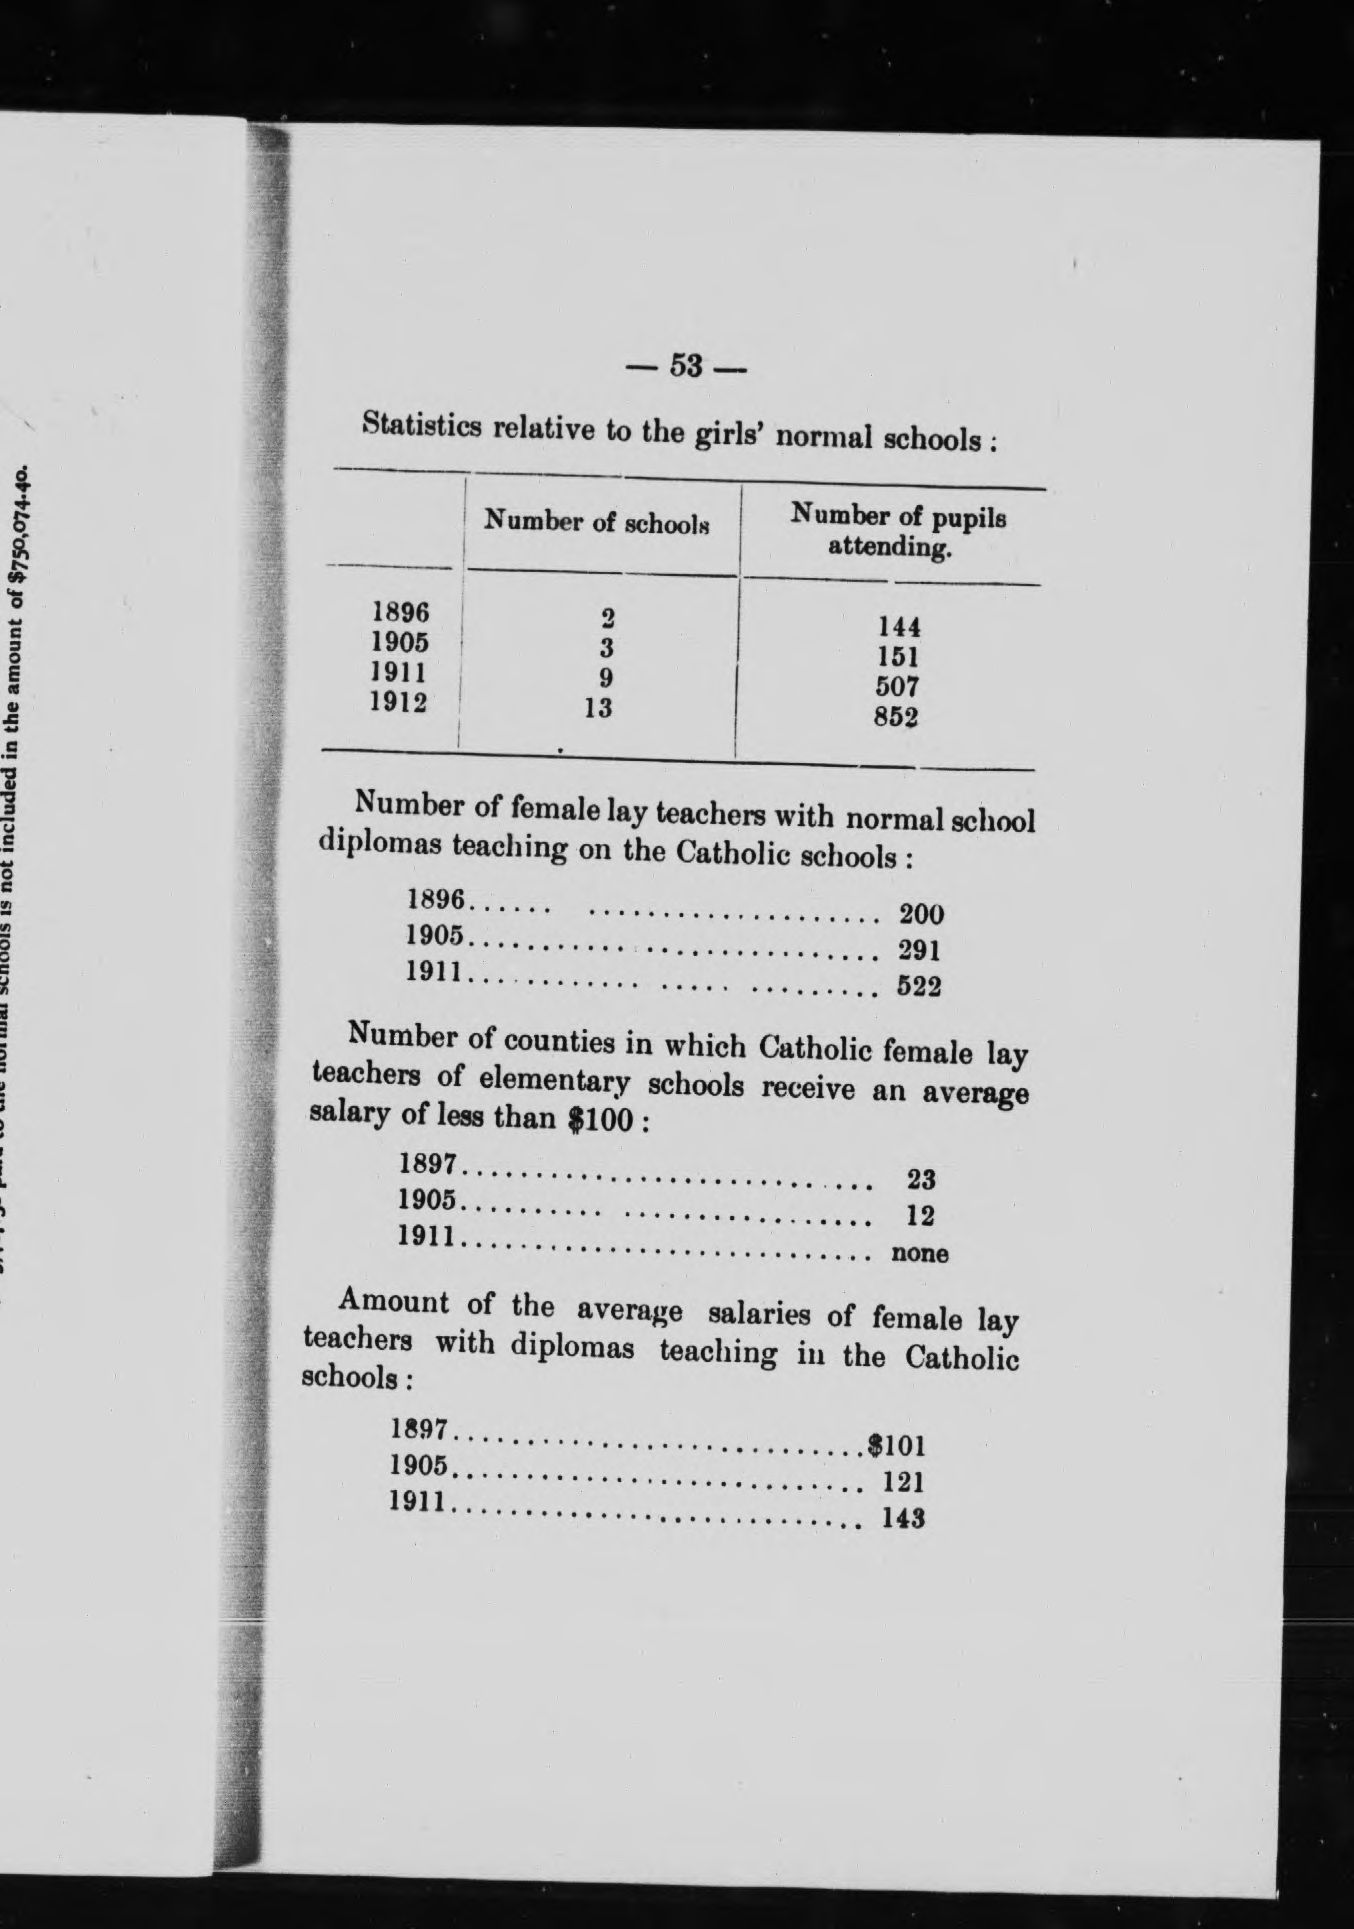 schools is not included in the amount of $750,074.40.
— 53 —
Statistics relative to the girls' normal schools :
Number of schools
Number of pupils
attending.
1896 2 144
1905 3 151
1911 9 507
1912 13 852
Number of female lay teachers with normal school
diplomas teaching on the Catholic schools :
1896...... .................... 200
1905........... ................ 291
1911............ ..... ......... 522
Number of counties in which Catholic female lay
teachers of elementary schools receive an average
salary of less than $100 :
1897............................ 23
1905.......... ................. 12
1911............................ none
Amount of the average salaries of female lay
teachers with diplomas teaching in the Catholic
schools :
1897............................$101
1905............................ 121
1911............................ 143